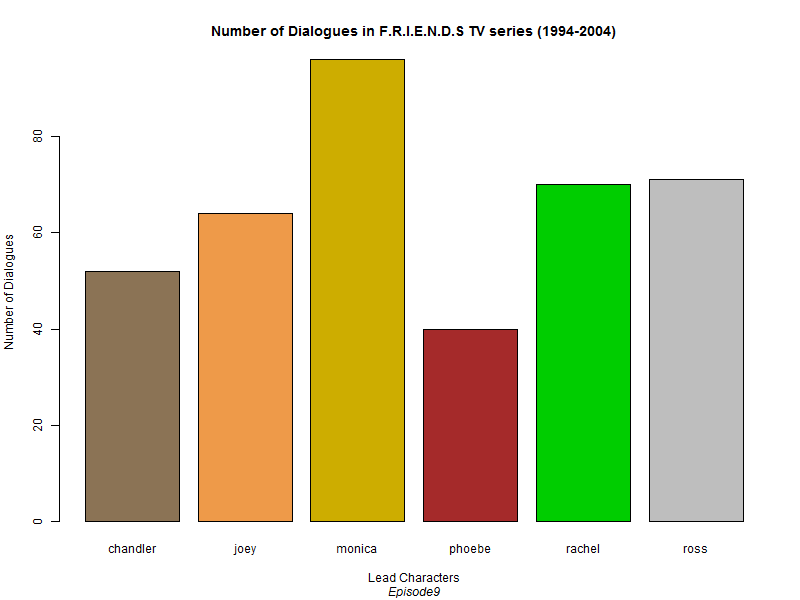 Number of Dialogues in F.R.I.E.N.D.S TV series (1994-2004)
Number of Dialogues
80
60
40
20
0
chandler joey monica phoebe rachel ross
Lead Characters
Episode9